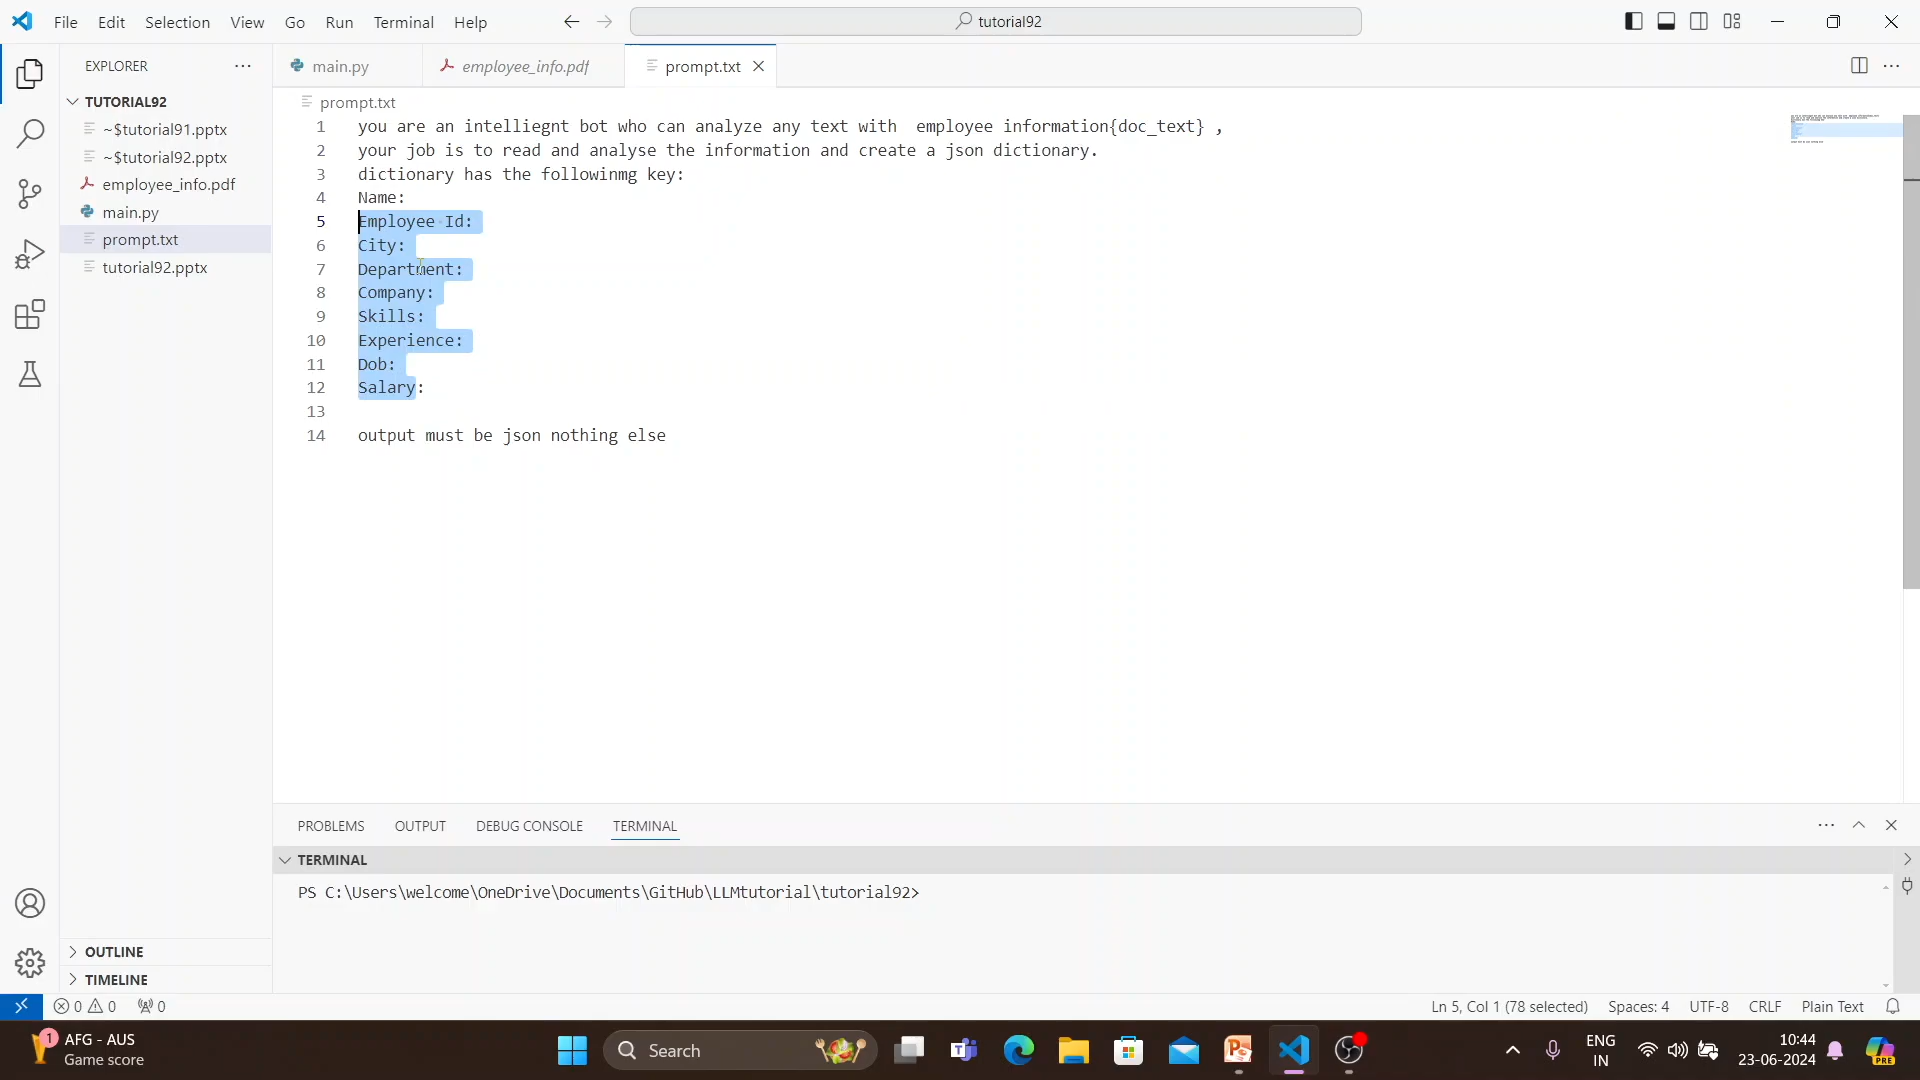 File Edit Selection View Go Run Terminal Help
tutorial92
EXPLORER
main.py
employee_info.pdf
prompt.txt
TUTORIAL92
~$tutorial91.pptx
~$tutorial92.pptx
employee_info.pdf
main.py
prompt.txt
tutorial92.pptx
prompt.txt
1 you are an intelliegnt bot who can analyze any text with  employee information{doc_text} ,
2 your job is to read and analyse the information and create a json dictionary.
3 dictionary has the followinmg key:
4 Name:
5 Employee Id:
6 City:
7 Department:
8 Company:
9 Skills:
10 Experience:
11 Dob:
12 Salary:
13
14 output must be json nothing else
PROBLEMS OUTPUT DEBUG CONSOLE TERMINAL
TERMINAL
PS C:\Users\welcome\OneDrive\Documents\GitHub\LLMtutorial\tutorial92>
OUTLINE
TIMELINE
0 0 0
Ln 5, Col 1 (78 selected) Spaces: 4 UTF-8 CRLF Plain Text
1
AFG - AUS
Game score
Search
ENG
IN
10:44
23-06-2024
PRE